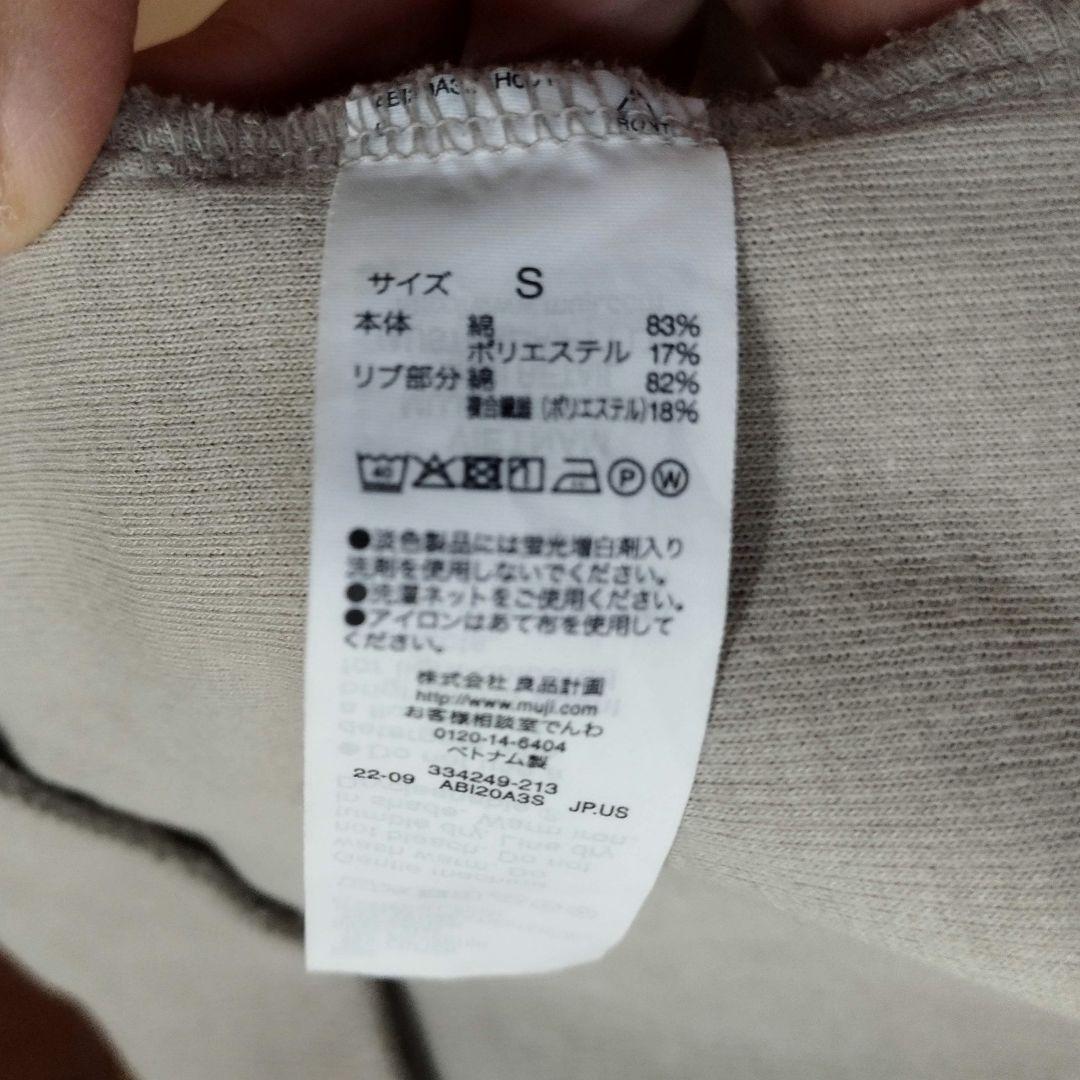 サイズ S
本体 綿 83%
ポリエステル 17%
リブ部分 綿 82%
複合繊維 (ポリエステル) 18%
40
P W
●淡色製品には蛍光増白剤入り
洗剤を使用しないでください。
●洗濯ネットをご使用ください。
●アイロンはあて布を使用して
ください。
株式会社 良品計画
http://www.muji.com
お客様相談室でんわ
0120-14-6404
ベトナム製
334249-213
22-09 ABI20A3S JP.US